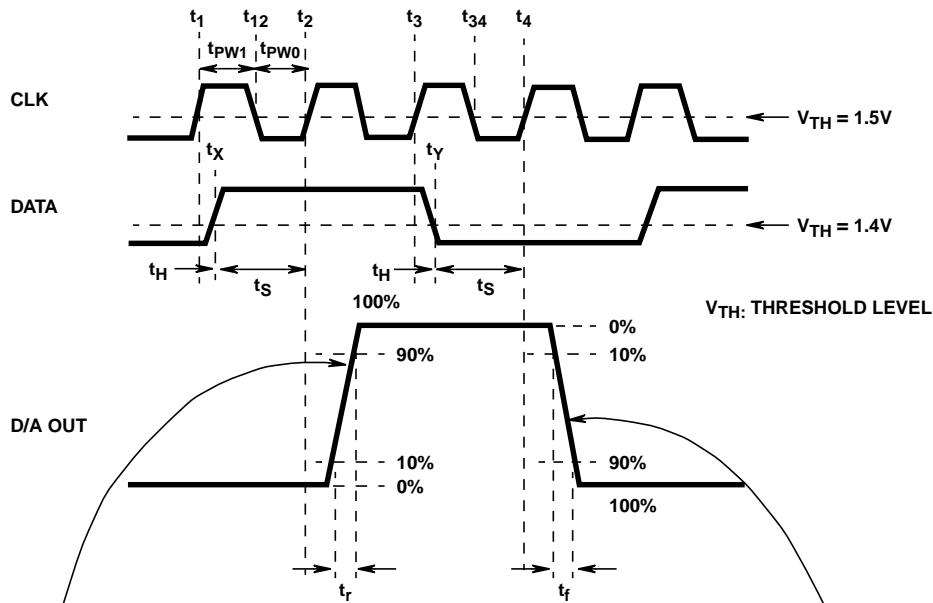 t1 t12 t2 t3 t34 t4
tPW1 tPW0
CLK
VTH = 1.5V
tX tY
DATA
VTH = 1.4V
tH tS tH tS
100%
VTH: THRESHOLD LEVEL
0%
90% 10%
D/A OUT
10% 90%
0%
100%
tr tf